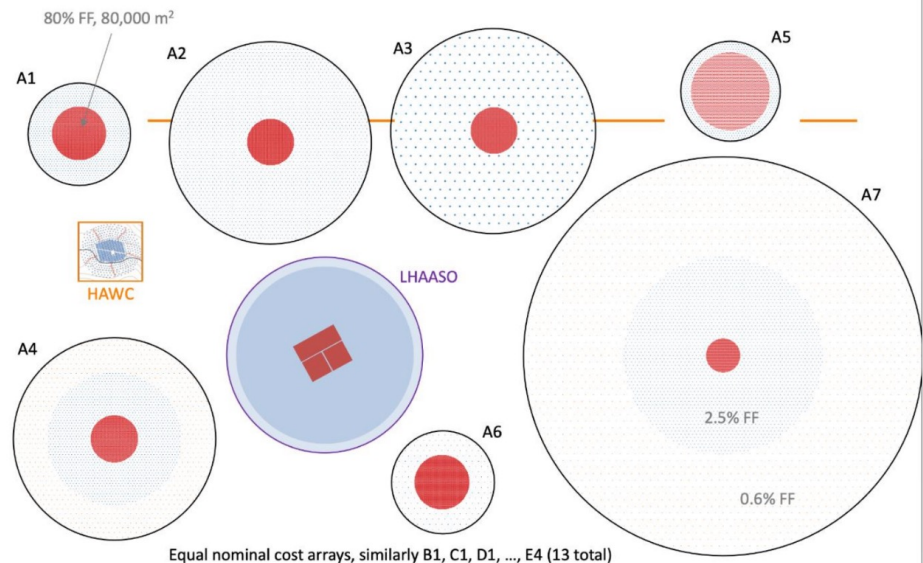 80% FF, 80,000 m²
A1
A2
A3
A5
A7
HAWC
LHAASO
A4
A6
2.5% FF
0.6% FF
Equal nominal cost arrays, similarly B1, C1, D1, ..., E4 (13 total)